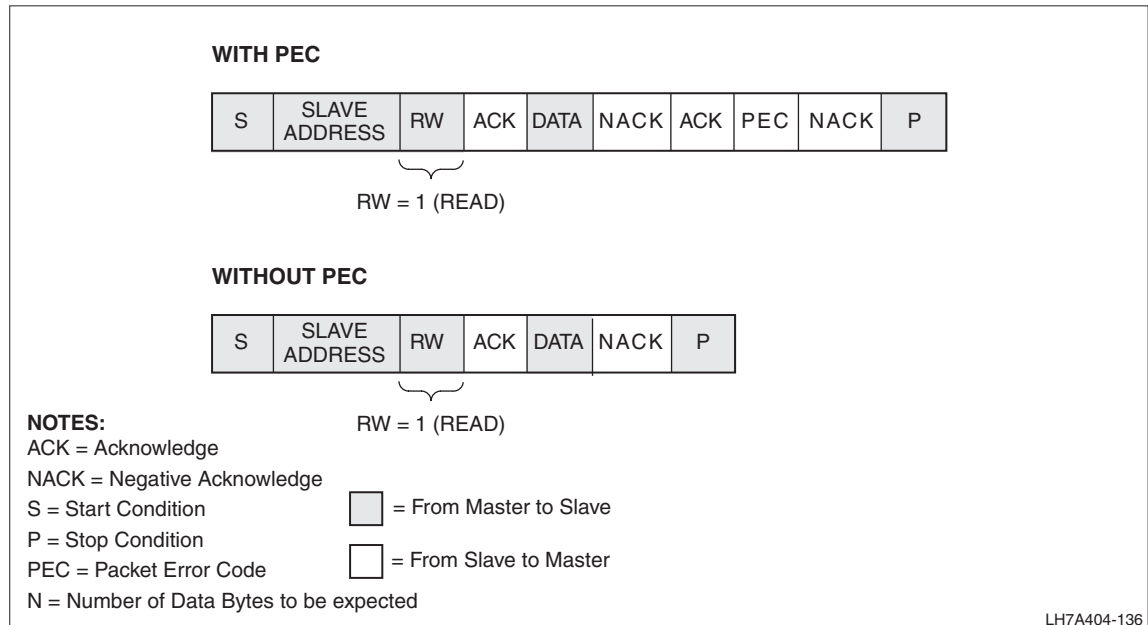 WITH PEC
S SLAVE ADDRESS RW ACK DATA NACK ACK PEC NACK P
RW = 1 (READ)
WITHOUT PEC
S SLAVE ADDRESS RW ACK DATA NACK P
RW = 1 (READ)
NOTES:
ACK = Acknowledge
NACK = Negative Acknowledge
S = Start Condition
P = Stop Condition
PEC = Packet Error Code
N = Number of Data Bytes to be expected
= From Master to Slave
= From Slave to Master
LH7A404-136